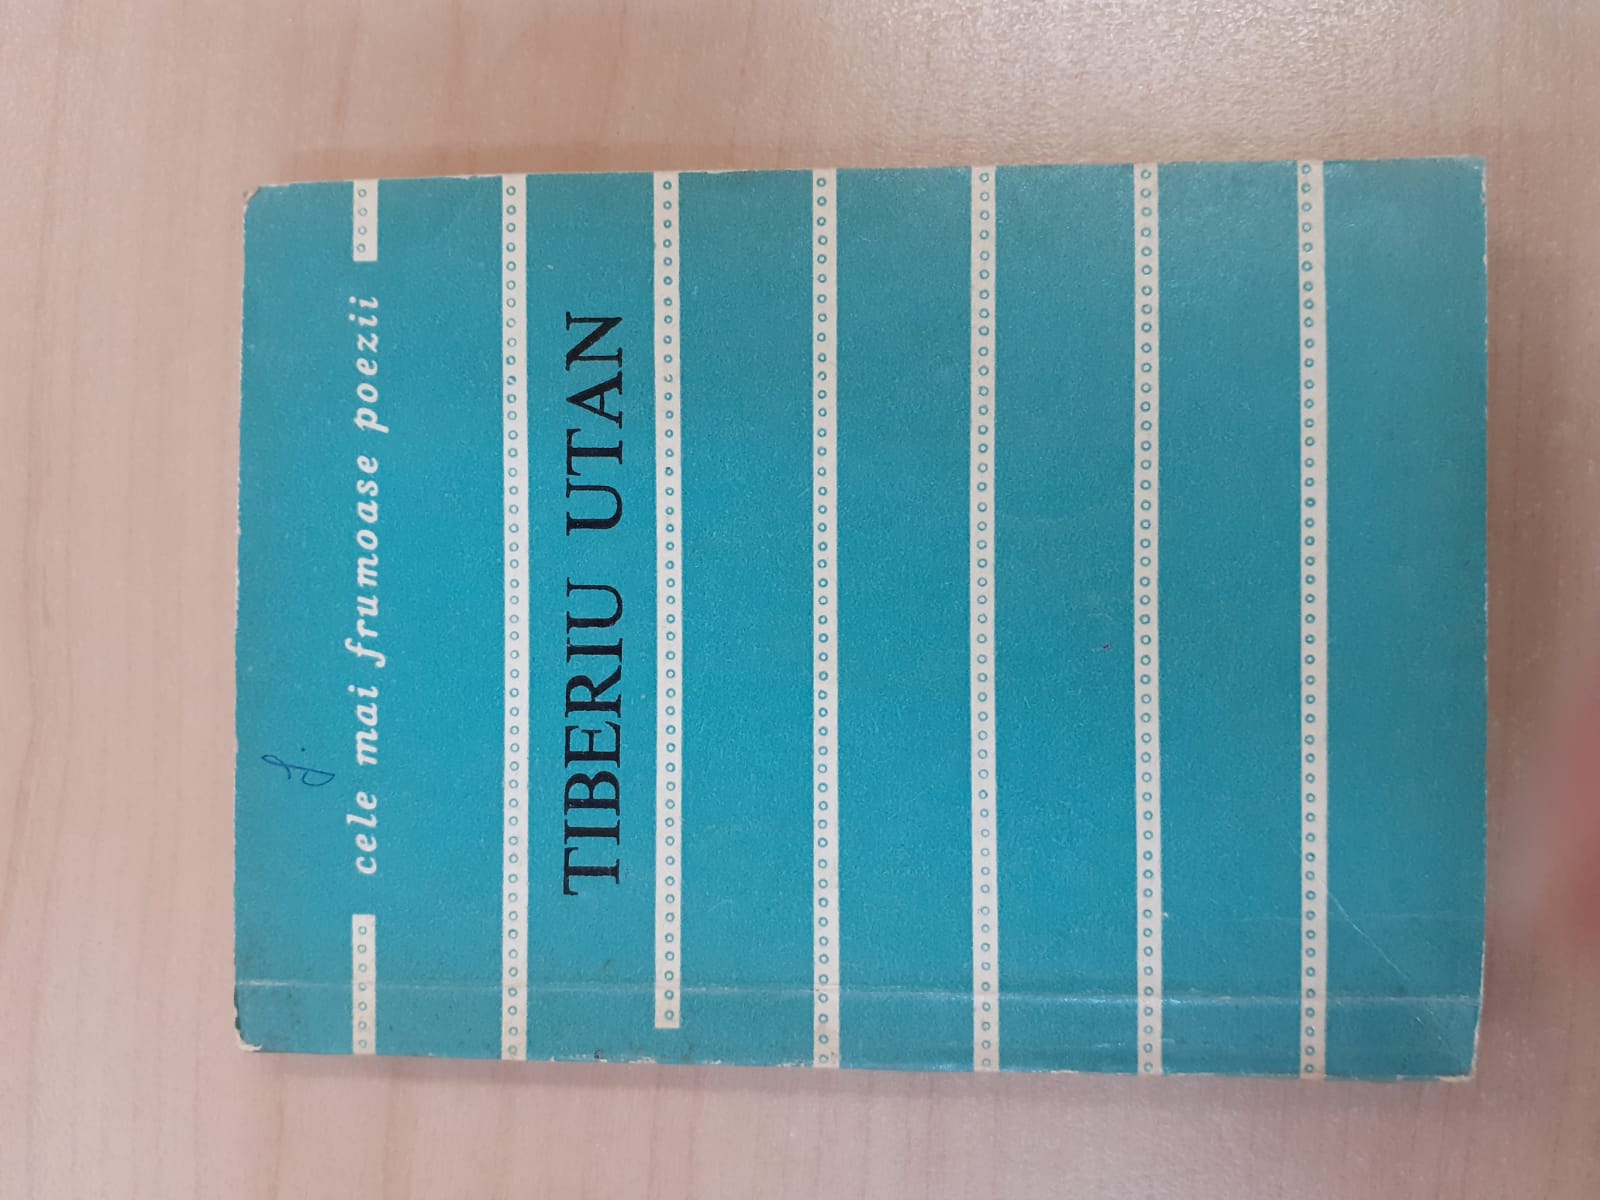 cele mai frumoase poezii
TIBERIU UTAN